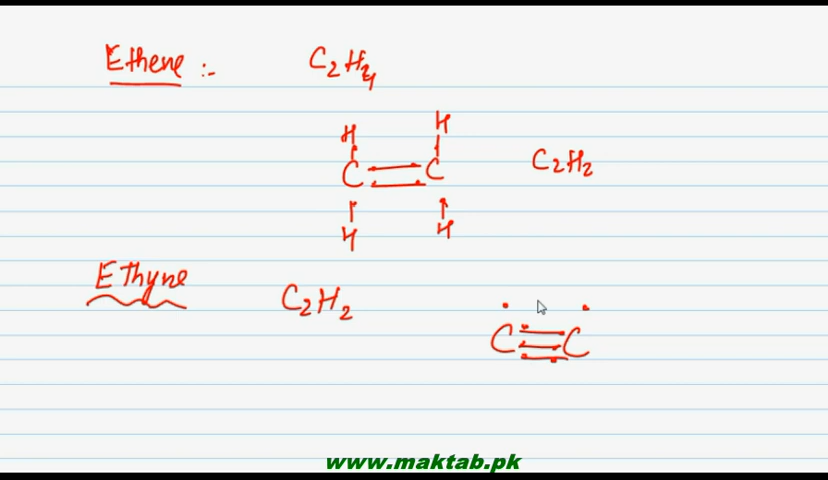 Ethene :- C2H4
H H
C = C C2H2
H H
EThyne C2H2
C ≡ C
www.maktab.pk